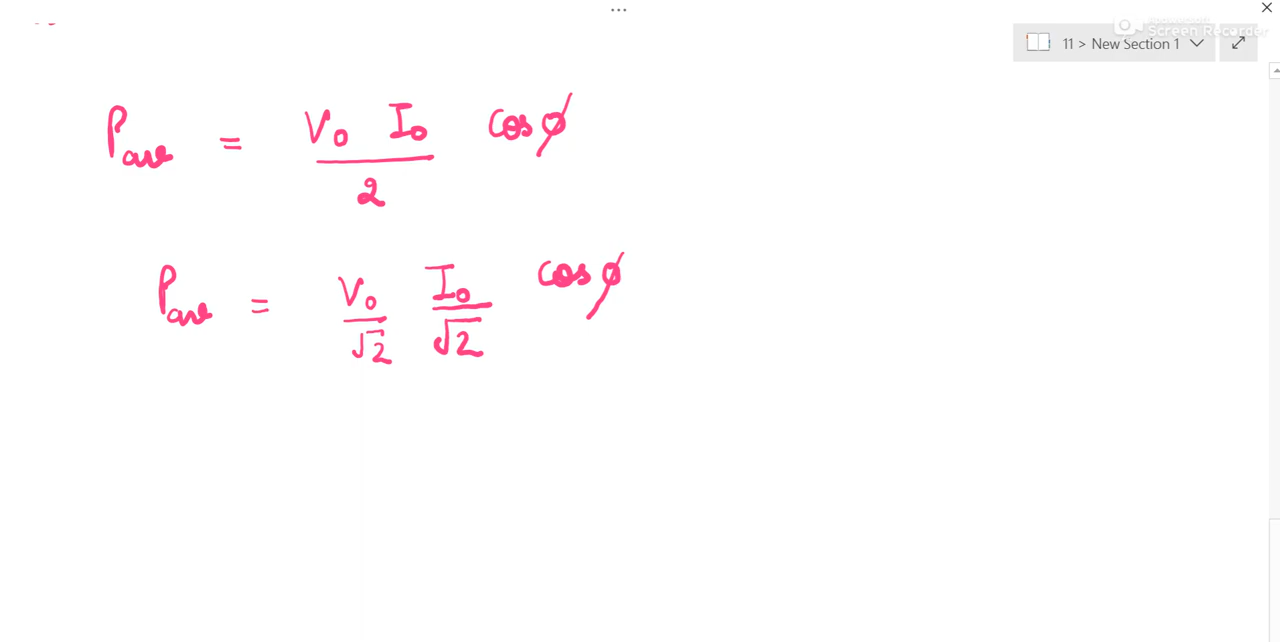 ...
11 > New Section 1
Screen Recorder
P_ave = V_0 I_0 / 2 cos φ
P_ave = V_0/√2 I_0/√2 cos φ